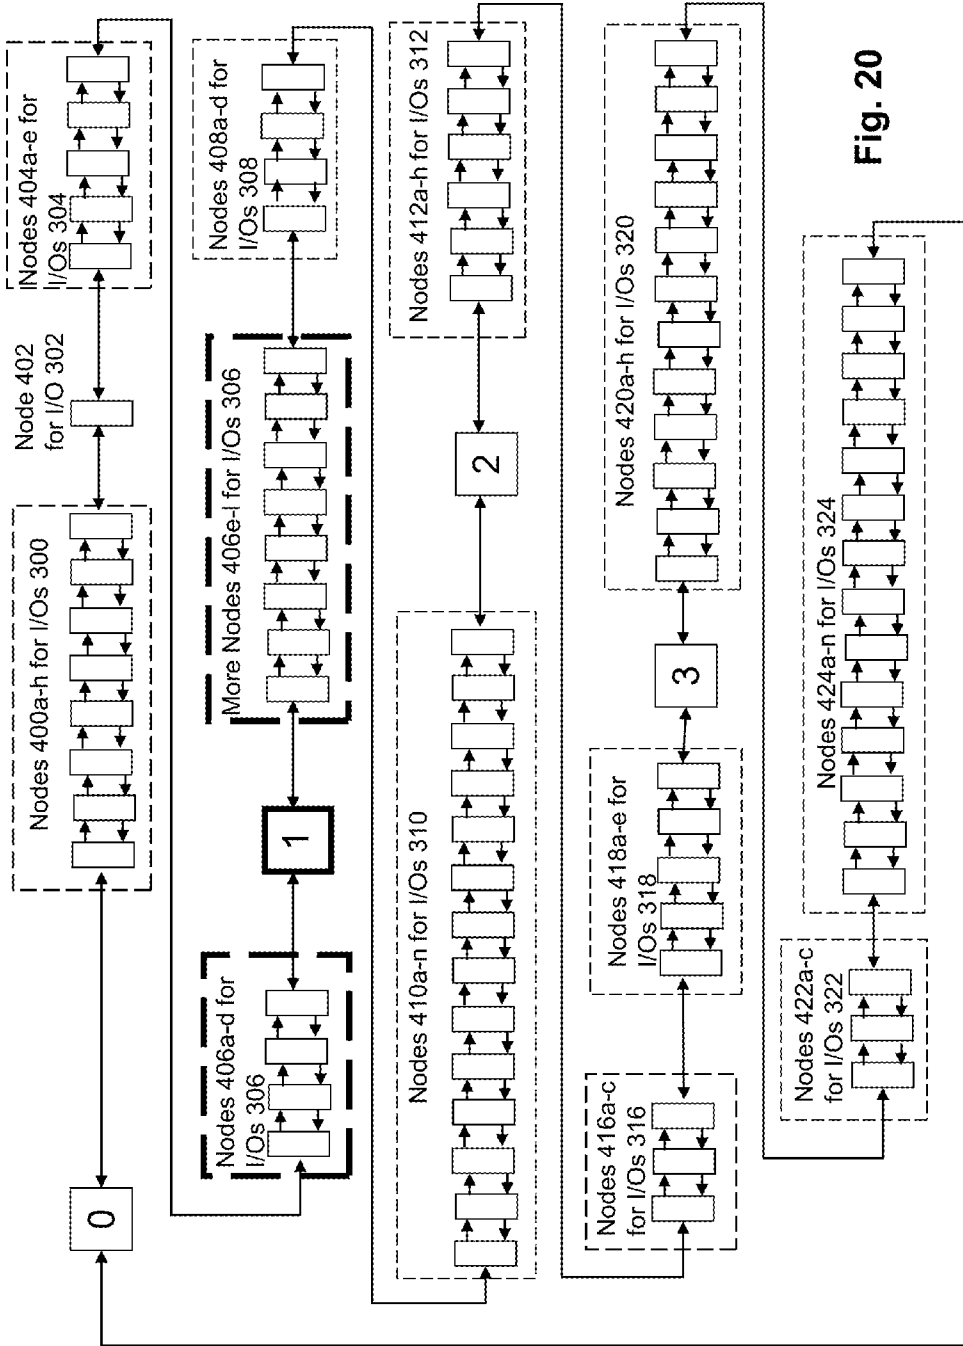 0
Nodes 400a-h for I/Os 300
Node 402
for I/O 302
Nodes 404a-e for
I/Os 304
Nodes 406a-d for
I/Os 306
1
More Nodes 406e-l for I/Os 306
Nodes 408a-d for
I/Os 308
Nodes 410a-n for I/Os 310
2
Nodes 412a-h for I/Os 312
Nodes 416a-c
for I/Os 316
Nodes 418a-e for
I/Os 318
3
Nodes 420a-h for I/Os 320
Nodes 422a-c
for I/Os 322
Nodes 424a-n for I/Os 324
Fig. 20